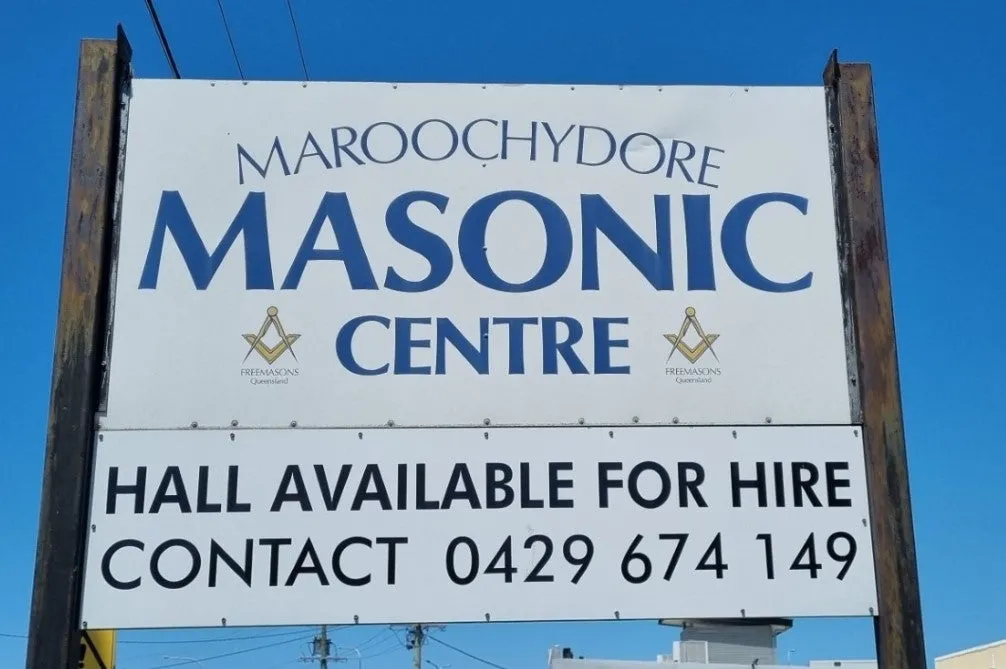 MAROOCHYDORE
MASONIC
CENTRE
FREEMASONS
Queensland
FREEMASONS
Queensland
HALL AVAILABLE FOR HIRE
CONTACT 0429 674 149